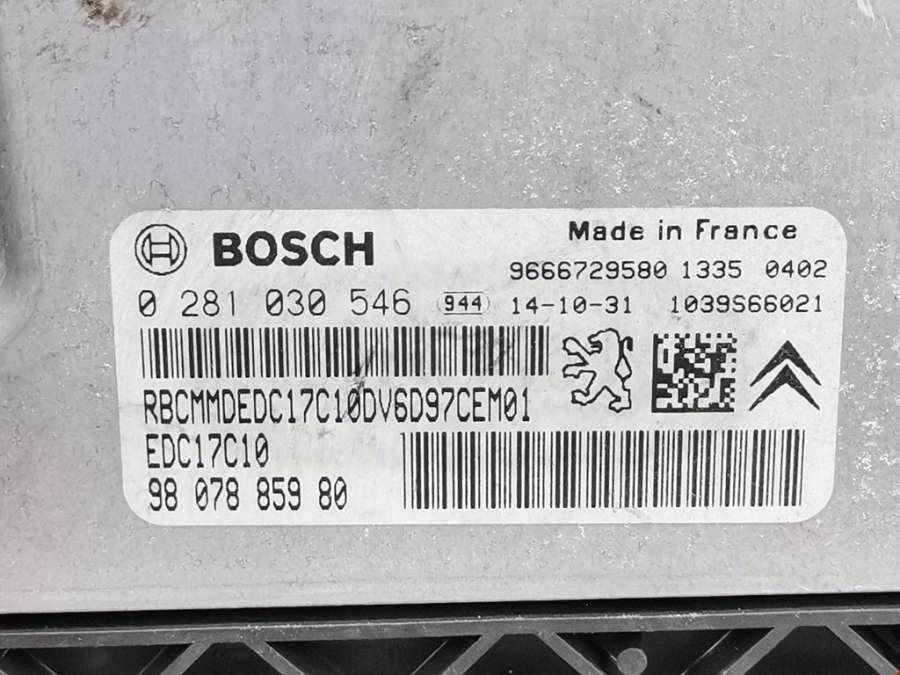 BOSCH
Made in France
9666729580 1335 0402
0 281 030 546 944 14-10-31 1039S66021
RBCMMDEDC17C10DV6D97CEM01
EDC17C10
98 078 859 80